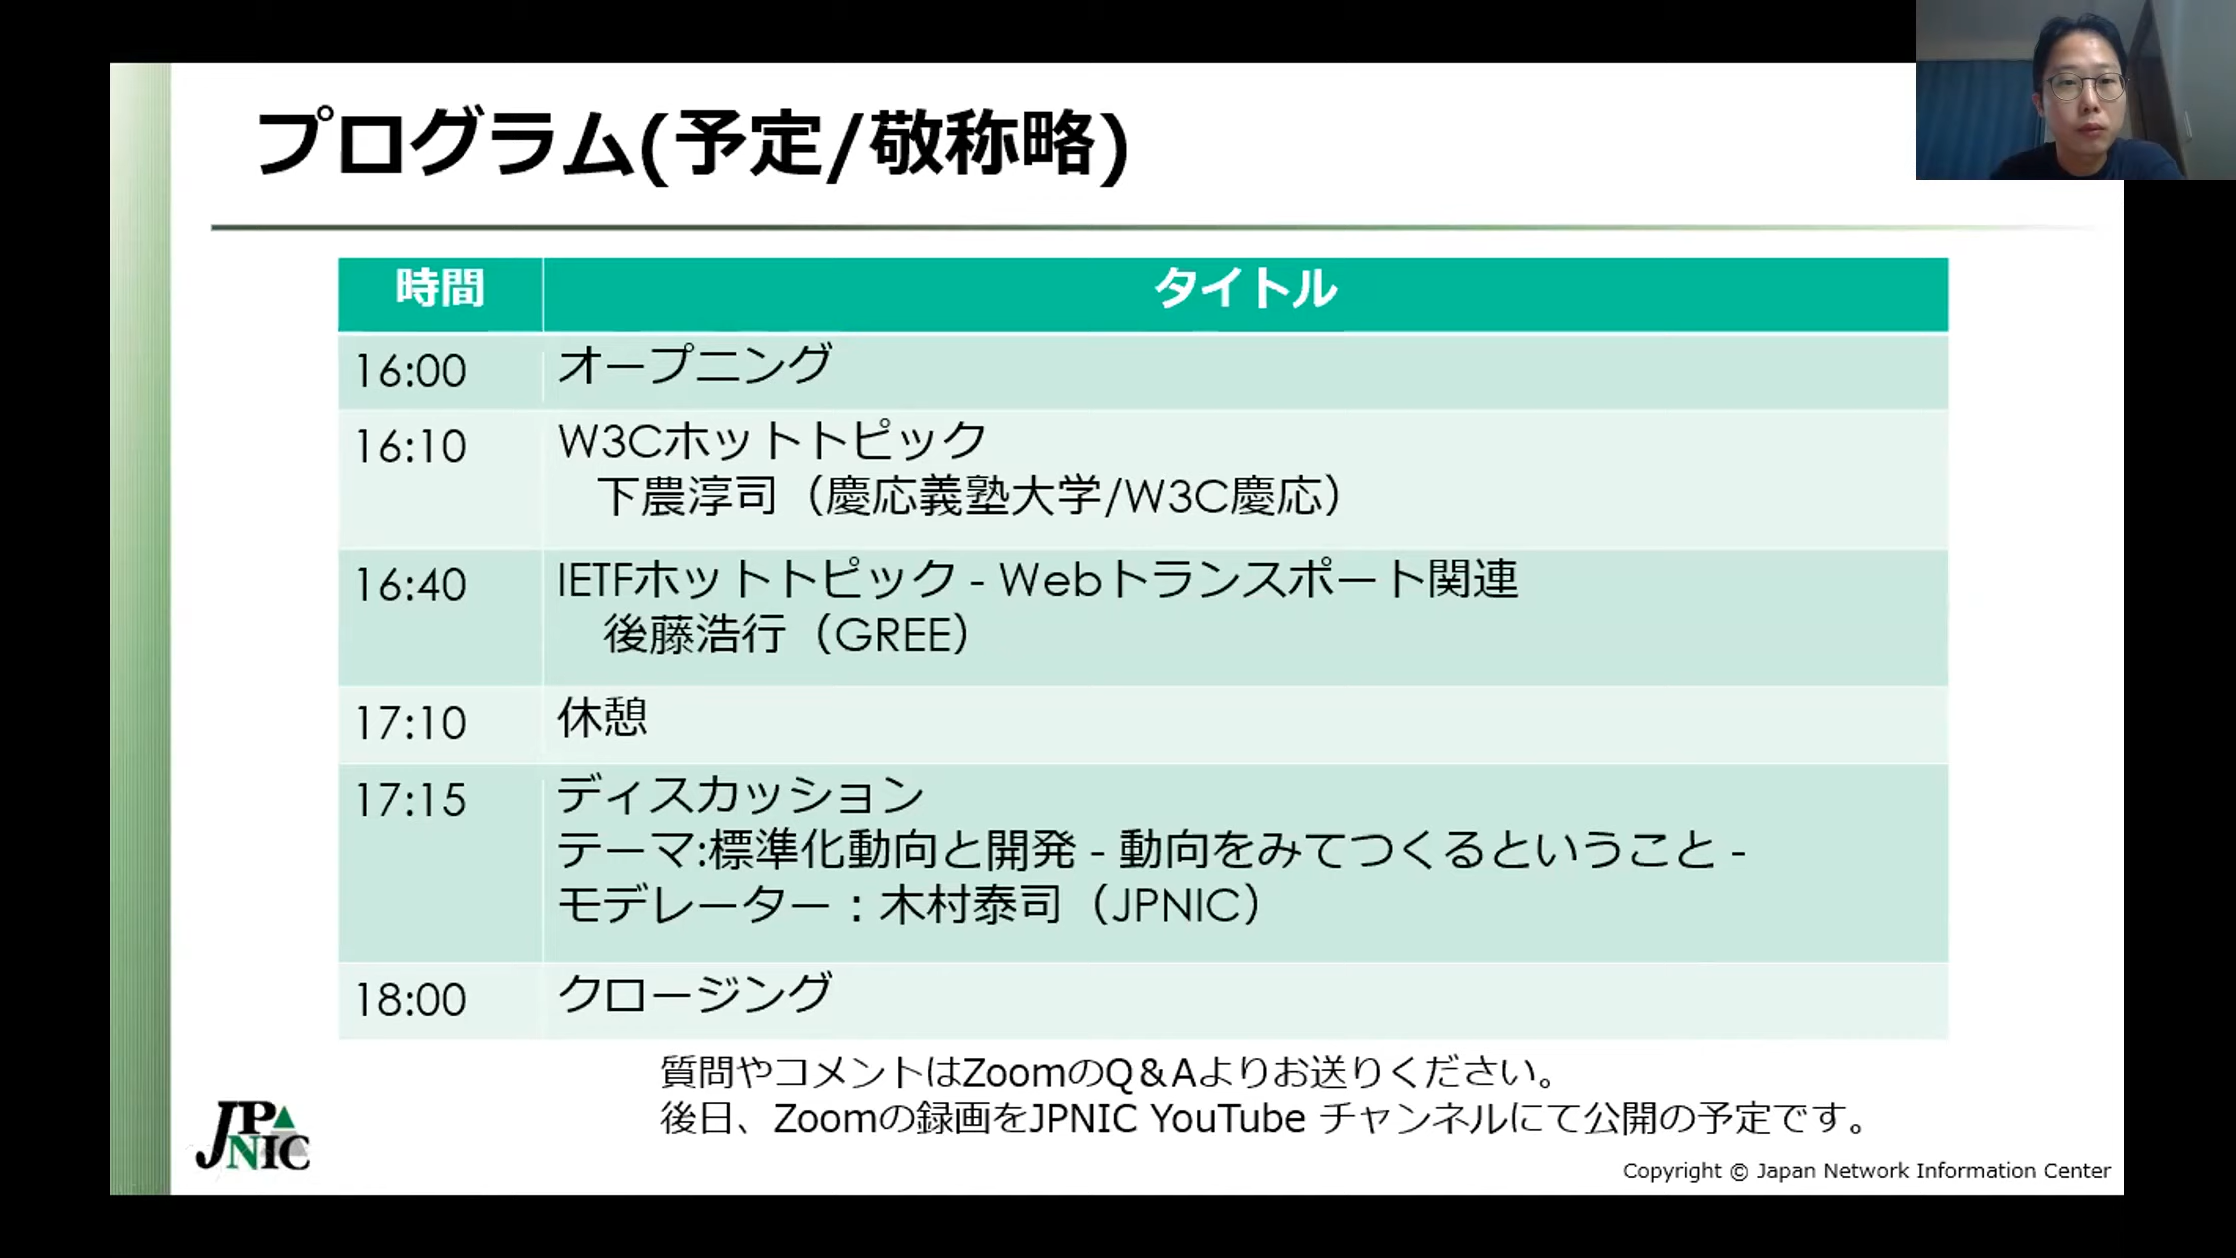 プログラム(予定/敬称略)
時間 タイトル
16:00 オープニング
16:10 W3Cホットトピック
下農淳司（慶応義塾大学/W3C慶応）
16:40 IETFホットトピック - Webトランスポート関連
後藤浩行（GREE）
17:10 休憩
17:15 ディスカッション
テーマ:標準化動向と開発 - 動向をみてつくるということ -
モデレーター：木村泰司（JPNIC）
18:00 クロージング
質問やコメントはZoomのQ＆Aよりお送りください。
後日、Zoomの録画をJPNIC YouTube チャンネルにて公開の予定です。
JPNIC
Copyright © Japan Network Information Center